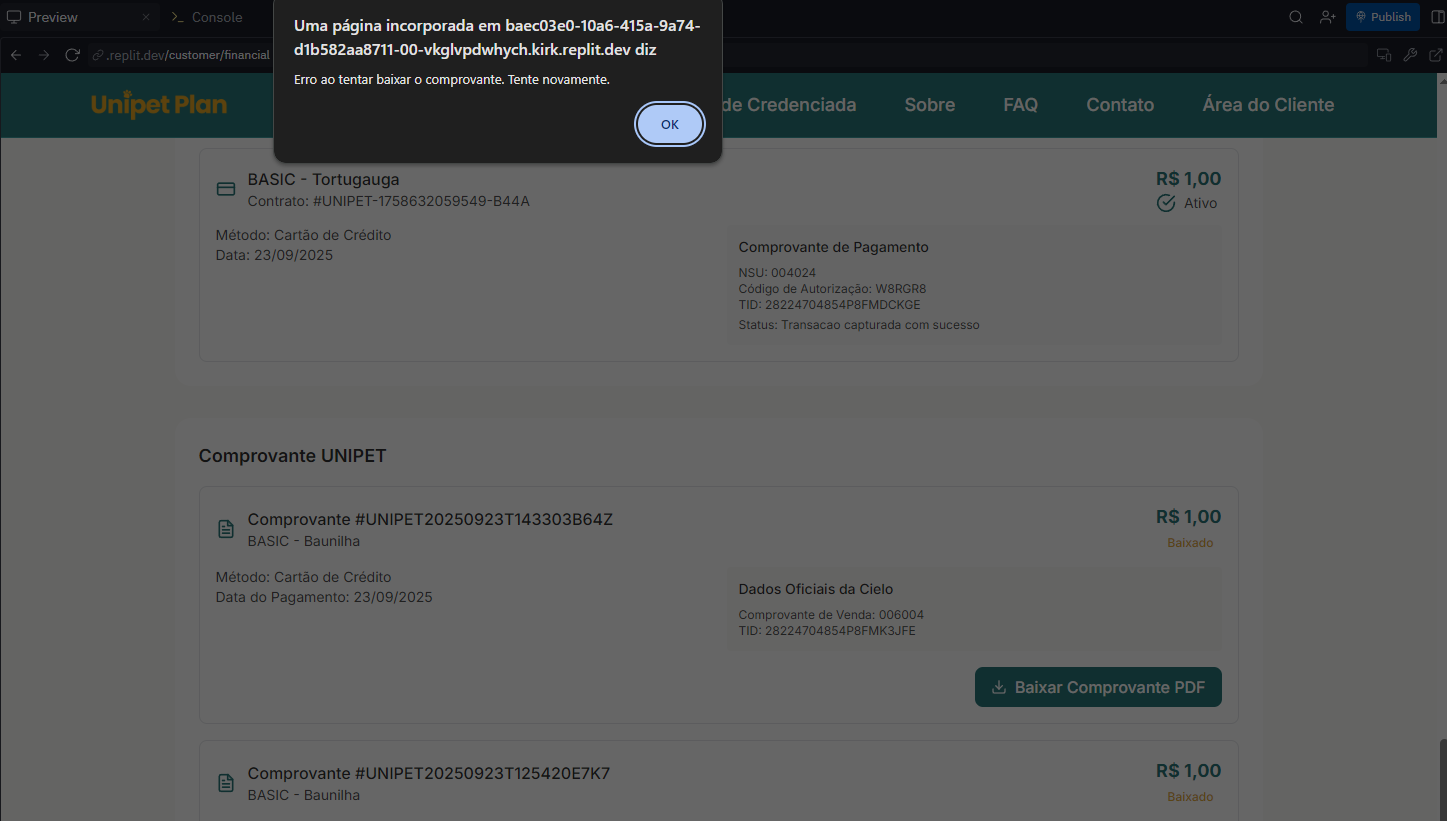 Preview
Console
Publish
.replit.dev/customer/financial
Uma página incorporada em baec03e0-10a6-415a-9a74-
d1b582aa8711-00-vkglvpdwhych.kirk.replit.dev diz
Erro ao tentar baixar o comprovante. Tente novamente.
OK
Unipet Plan
de Credenciada
Sobre
FAQ
Contato
Área do Cliente
BASIC - Tortugauga
R$ 1,00
Contrato: #UNIPET-1758632059549-B44A
Ativo
Método: Cartão de Crédito
Data: 23/09/2025
Comprovante de Pagamento
NSU: 004024
Código de Autorização: W8RGR8
TID: 28224704854P8FMDCKGE
Status: Transacao capturada com sucesso
Comprovante UNIPET
Comprovante #UNIPET20250923T143303B64Z
R$ 1,00
BASIC - Baunilha
Baixado
Método: Cartão de Crédito
Data do Pagamento: 23/09/2025
Dados Oficiais da Cielo
Comprovante de Venda: 006004
TID: 28224704854P8FMK3JFE
Baixar Comprovante PDF
Comprovante #UNIPET20250923T125420E7K7
R$ 1,00
BASIC - Baunilha
Baixado